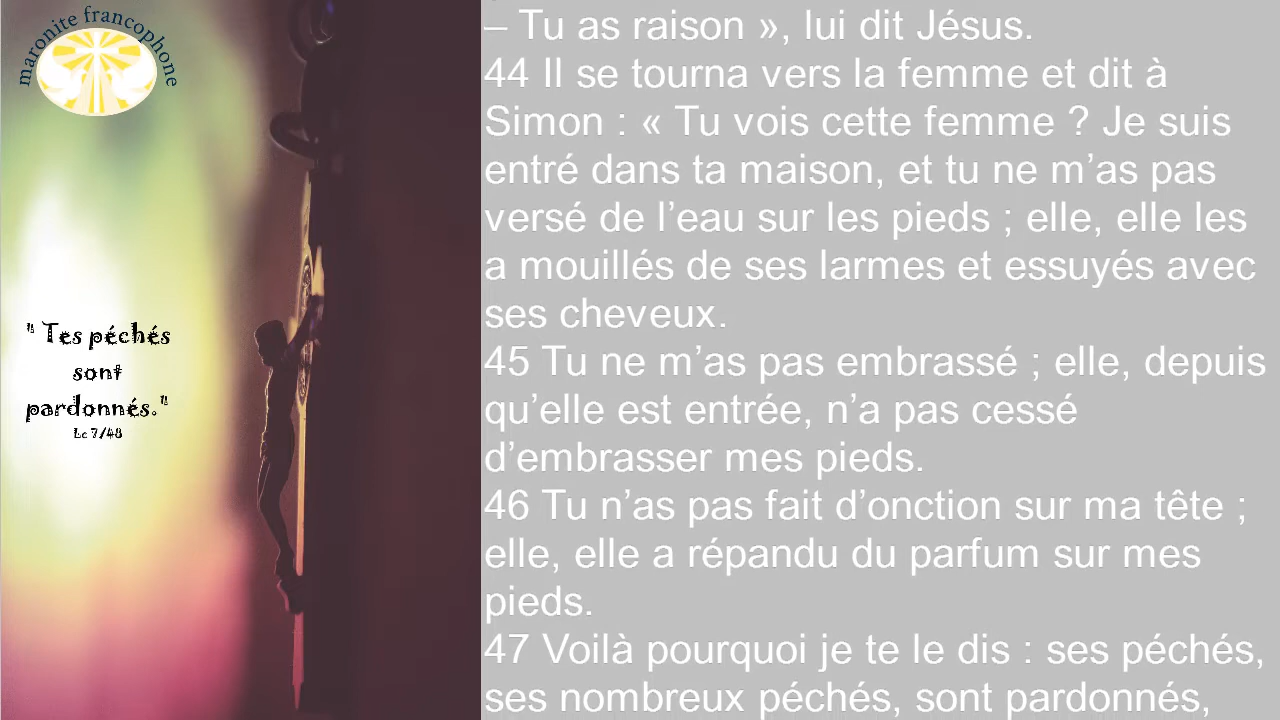 maronite francophone
" Tes péchés
sont
pardonnés."
Lc 7/48
– Tu as raison », lui dit Jésus.
44 Il se tourna vers la femme et dit à
Simon : « Tu vois cette femme ? Je suis
entré dans ta maison, et tu ne m’as pas
versé de l’eau sur les pieds ; elle, elle les
a mouillés de ses larmes et essuyés avec
ses cheveux.
45 Tu ne m’as pas embrassé ; elle, depuis
qu’elle est entrée, n’a pas cessé
d’embrasser mes pieds.
46 Tu n’as pas fait d’onction sur ma tête ;
elle, elle a répandu du parfum sur mes
pieds.
47 Voilà pourquoi je te le dis : ses péchés,
ses nombreux péchés, sont pardonnés,